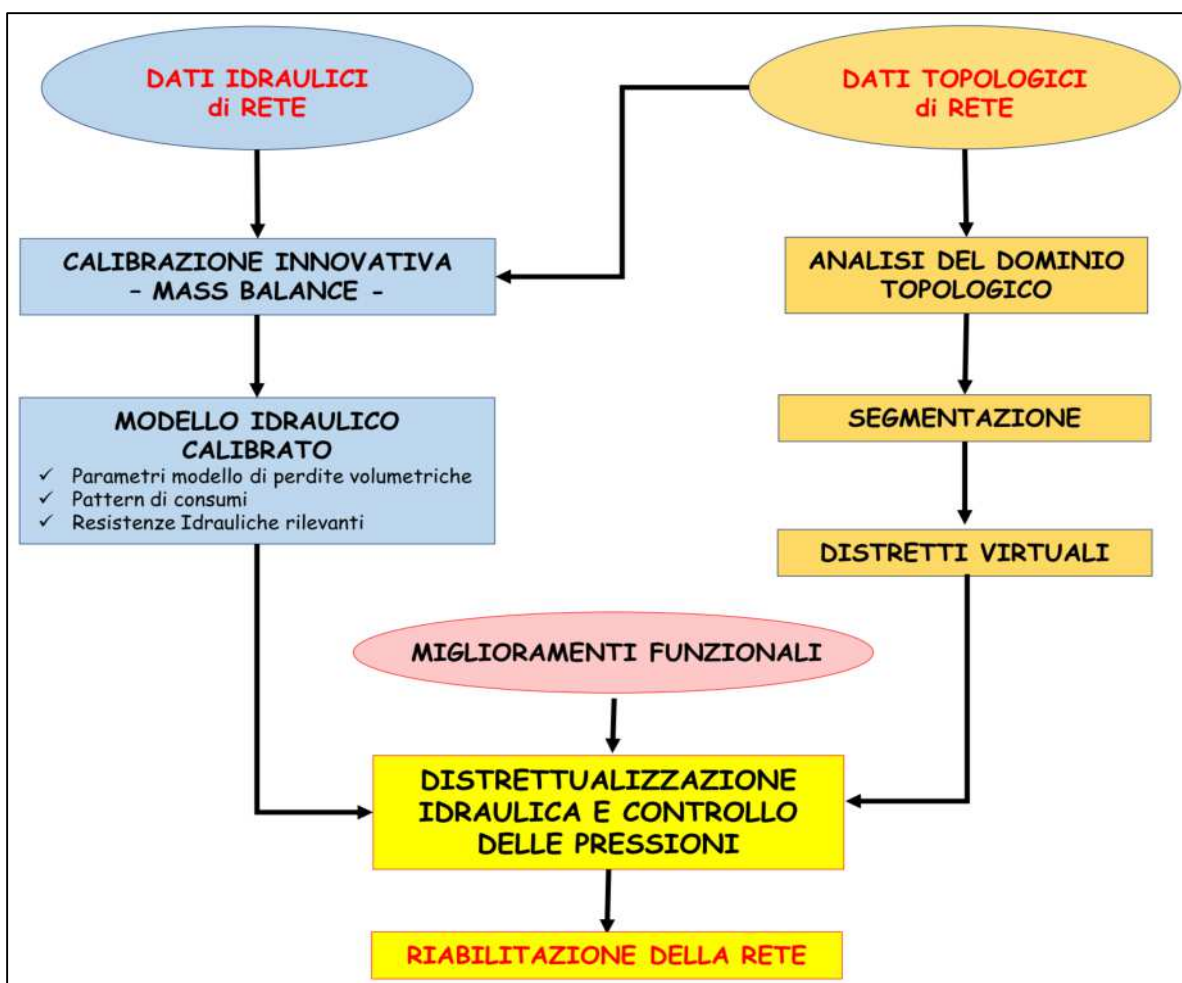 DATI IDRAULICI
di RETE
DATI TOPOLOGICI
di RETE
CALIBRAZIONE INNOVATIVA
– MASS BALANCE -
ANALISI DEL DOMINIO
TOPOLOGICO
MODELLO IDRAULICO
CALIBRATO
✓ Parametri modello di perdite volumetriche
✓ Pattern di consumi
✓ Resistenze Idrauliche rilevanti
SEGMENTAZIONE
DISTRETTI VIRTUALI
MIGLIORAMENTI FUNZIONALI
DISTRETTUALIZZAZIONE
IDRAULICA E CONTROLLO
DELLE PRESSIONI
RIABILITAZIONE DELLA RETE